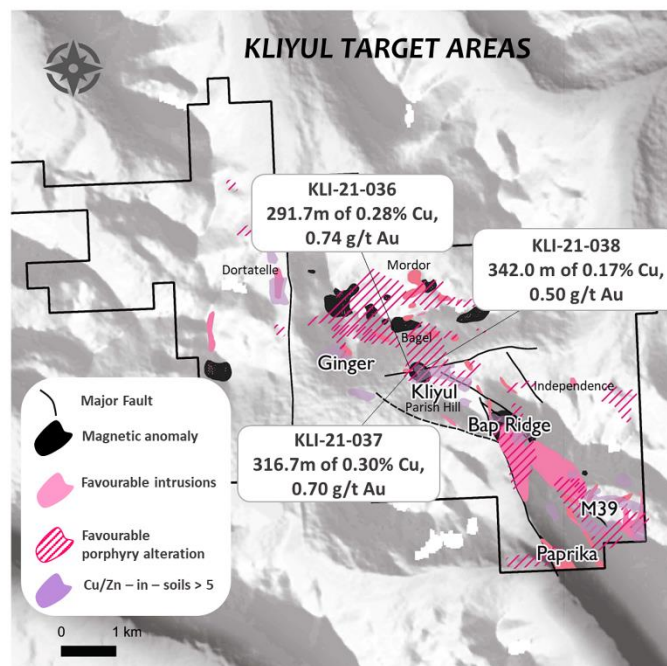 KLIYUL TARGET AREAS
KLI-21-036
291.7m of 0.28% Cu,
0.74 g/t Au
KLI-21-038
342.0 m of 0.17% Cu,
0.50 g/t Au
Dortatelle
Mordor
Bagel
Ginger
Kliyul
Parish Hill
Independence
Bap Ridge
KLI-21-037
316.7m of 0.30% Cu,
0.70 g/t Au
M39
Paprika
Major Fault
Magnetic anomaly
Favourable intrusions
Favourable
porphyry alteration
Cu/Zn – in – soils > 5
0 1 km